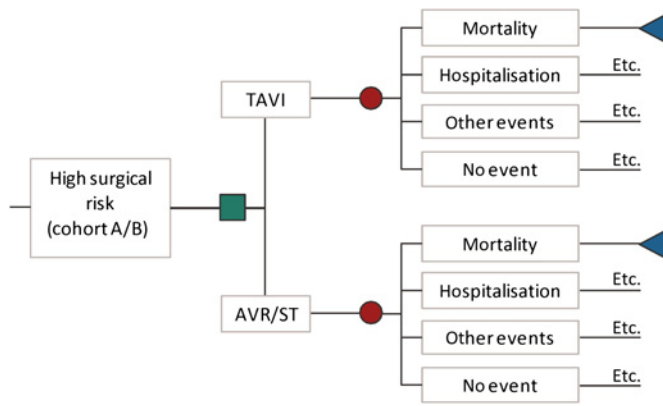 Mortality
Etc.
Hospitalisation
TAVI
Etc.
Other events
Etc.
No event
High surgical
risk
(cohort A/B)
Mortality
Etc.
Hospitalisation
AVR/ST
Etc.
Other events
Etc.
No event